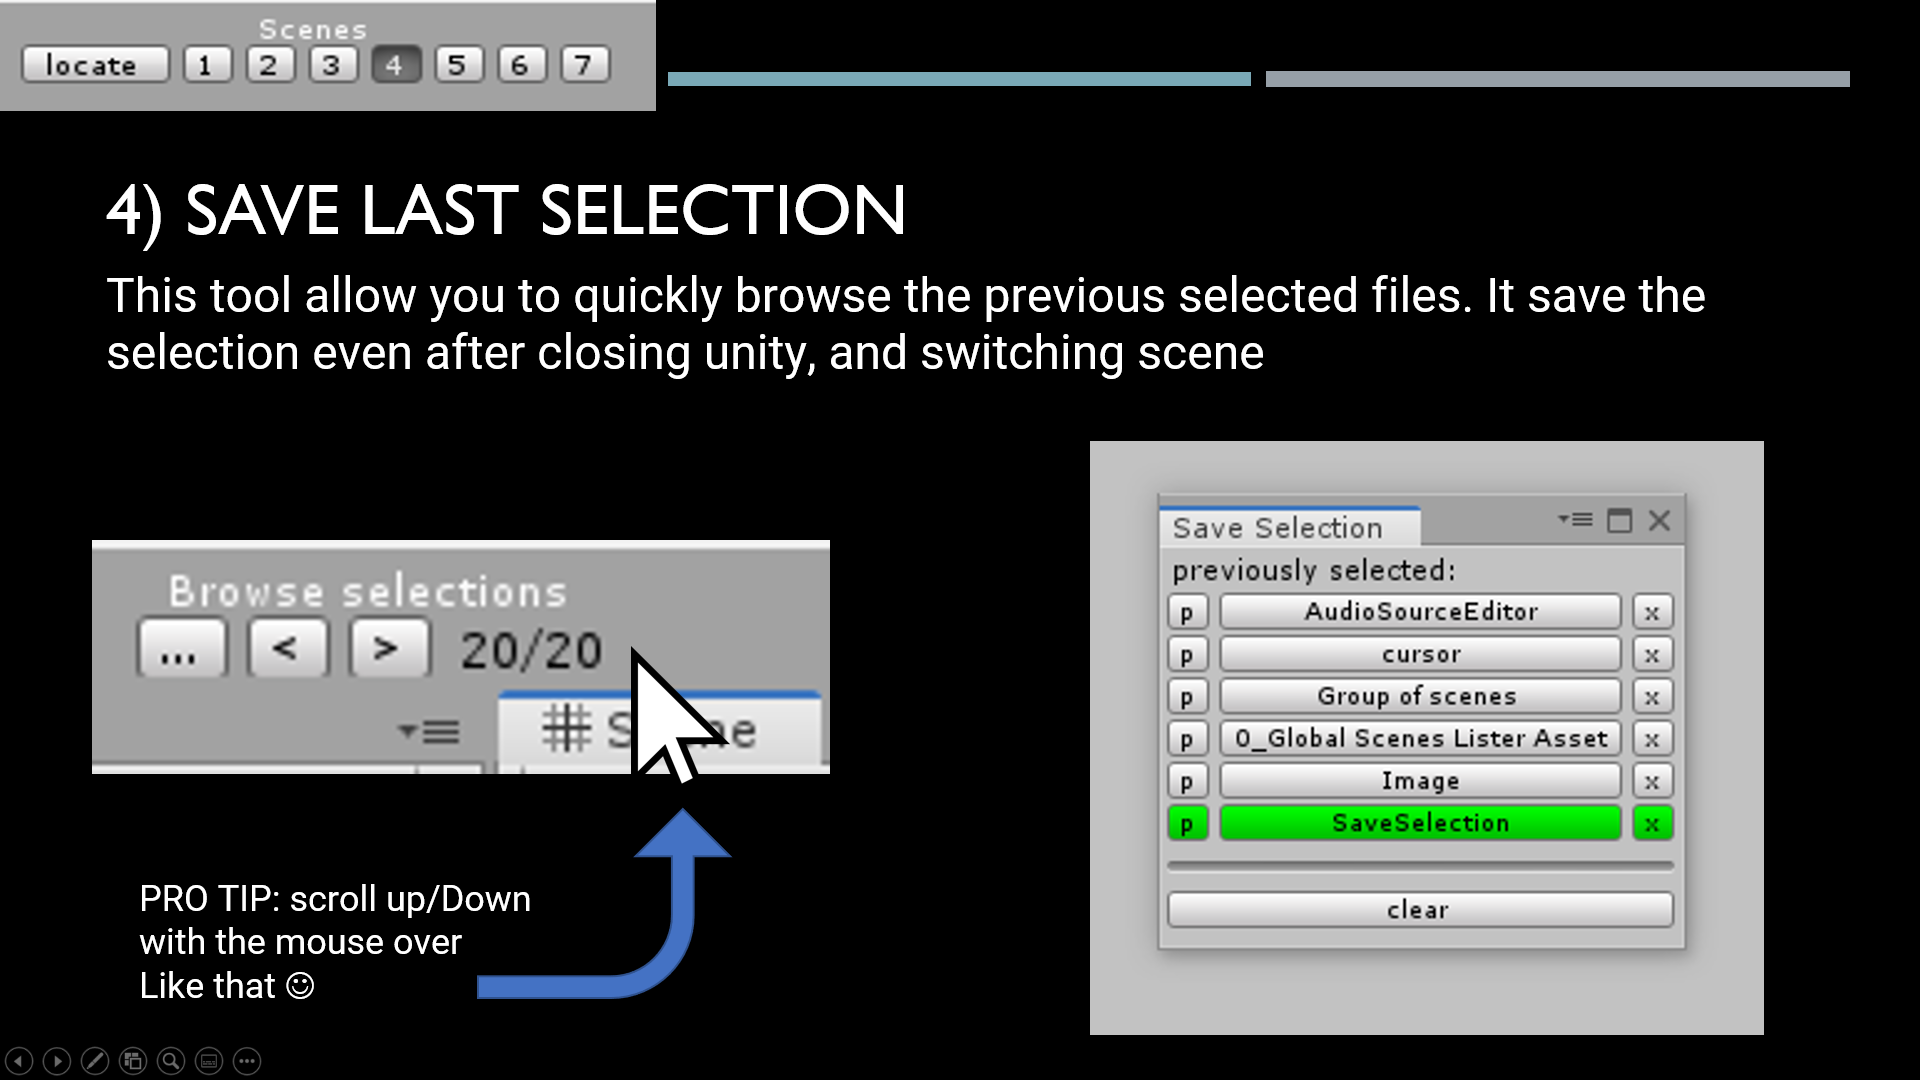 Scenes
locate 1 2 3 4 5 6 7
4) SAVE LAST SELECTION
This tool allow you to quickly browse the previous selected files. It save the
selection even after closing unity, and switching scene
Browse selections
... < > 20/20
PRO TIP: scroll up/Down
with the mouse over
Like that ☺
Save Selection
previously selected:
p AudioSourceEditor x
p cursor x
p Group of scenes x
p 0_Global Scenes Lister Asset x
p Image x
p SaveSelection x
clear